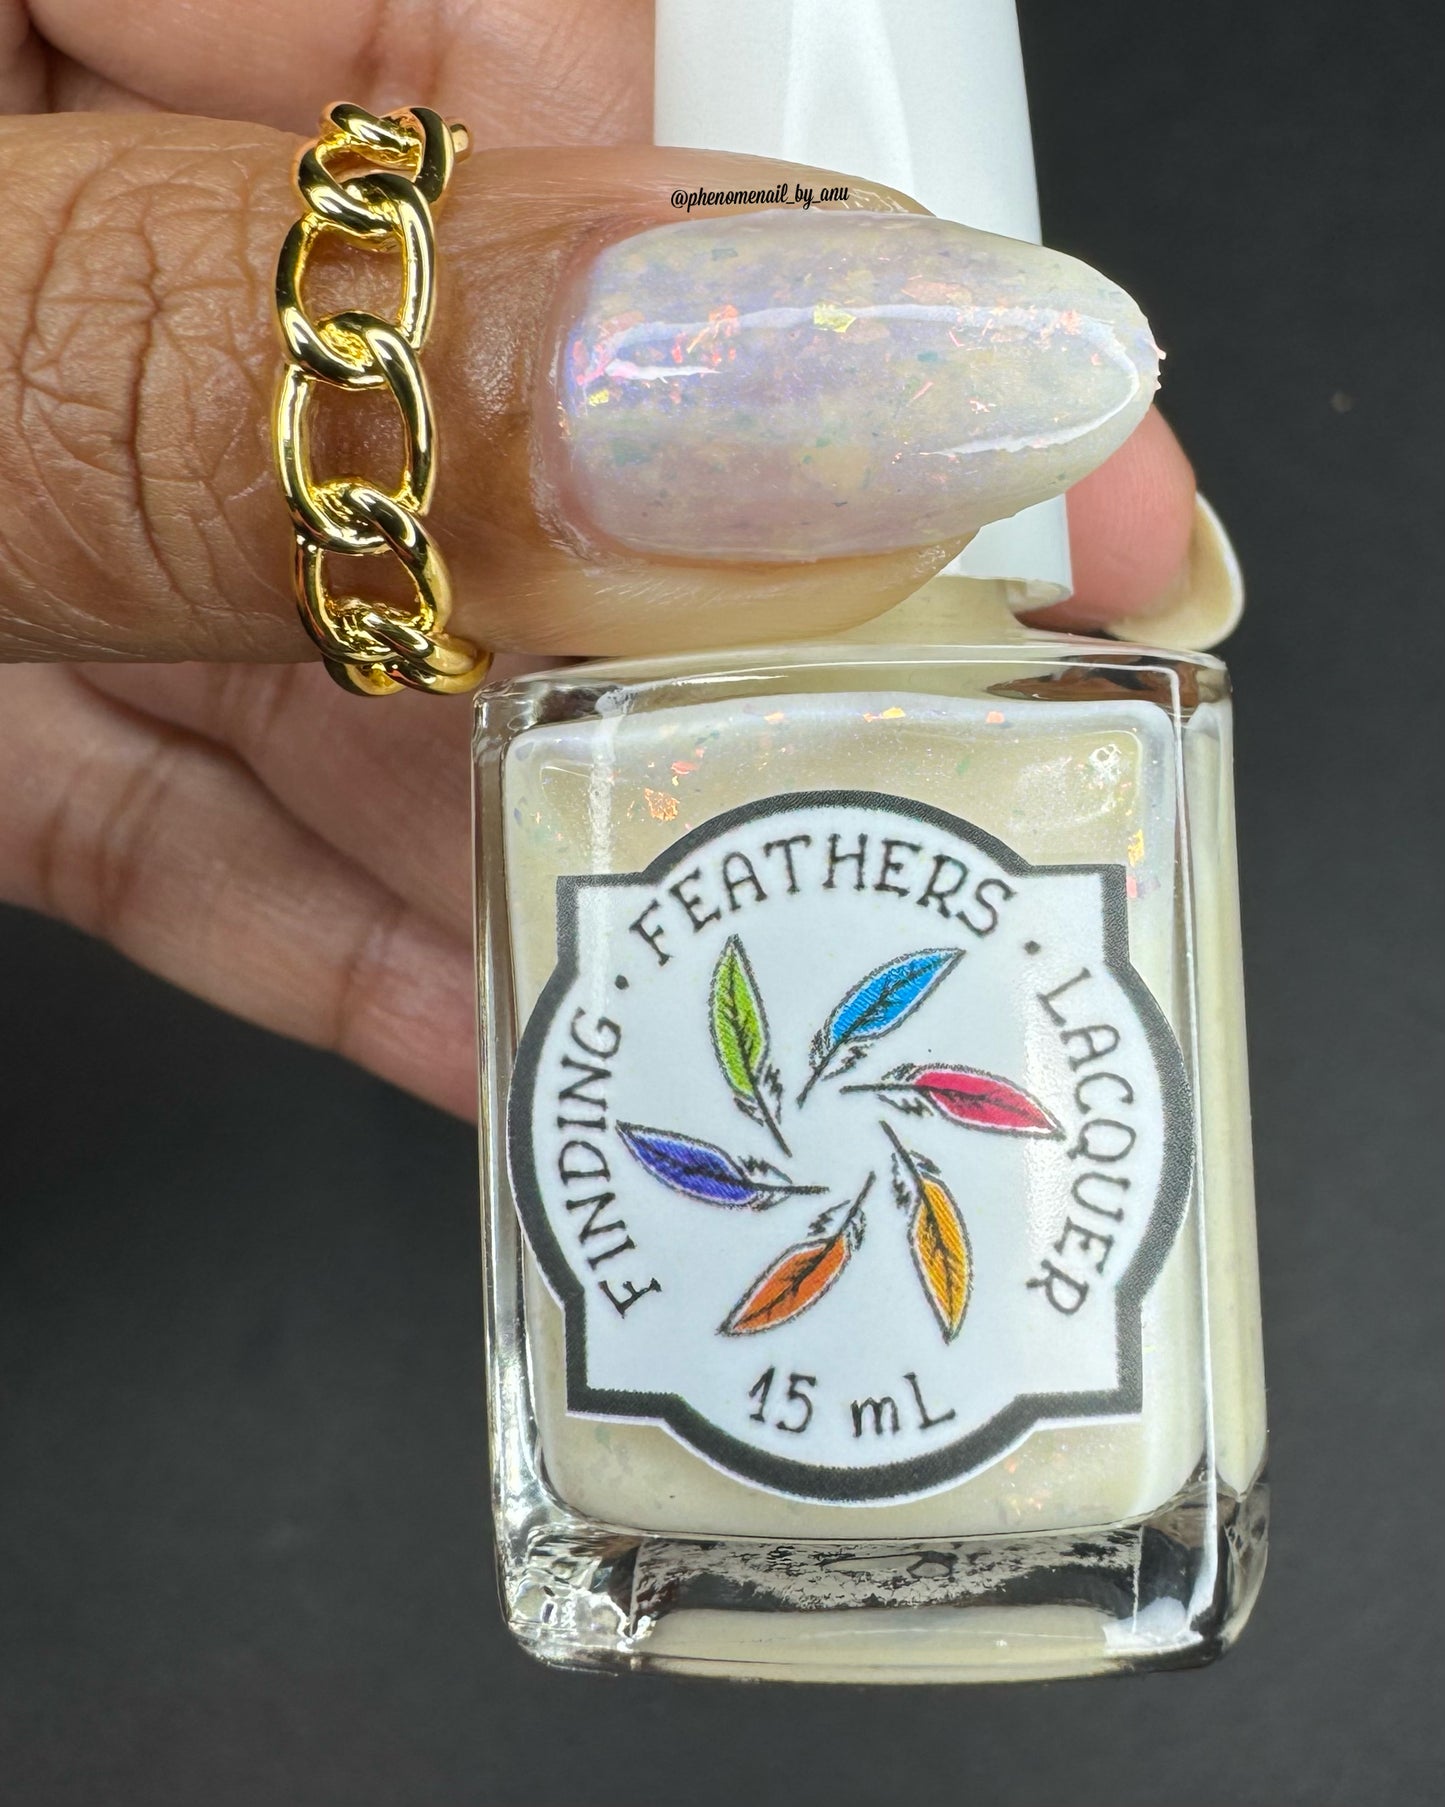 @phenomenail_by_anu
FINDING · FEATHERS · LACQUER
15 mL